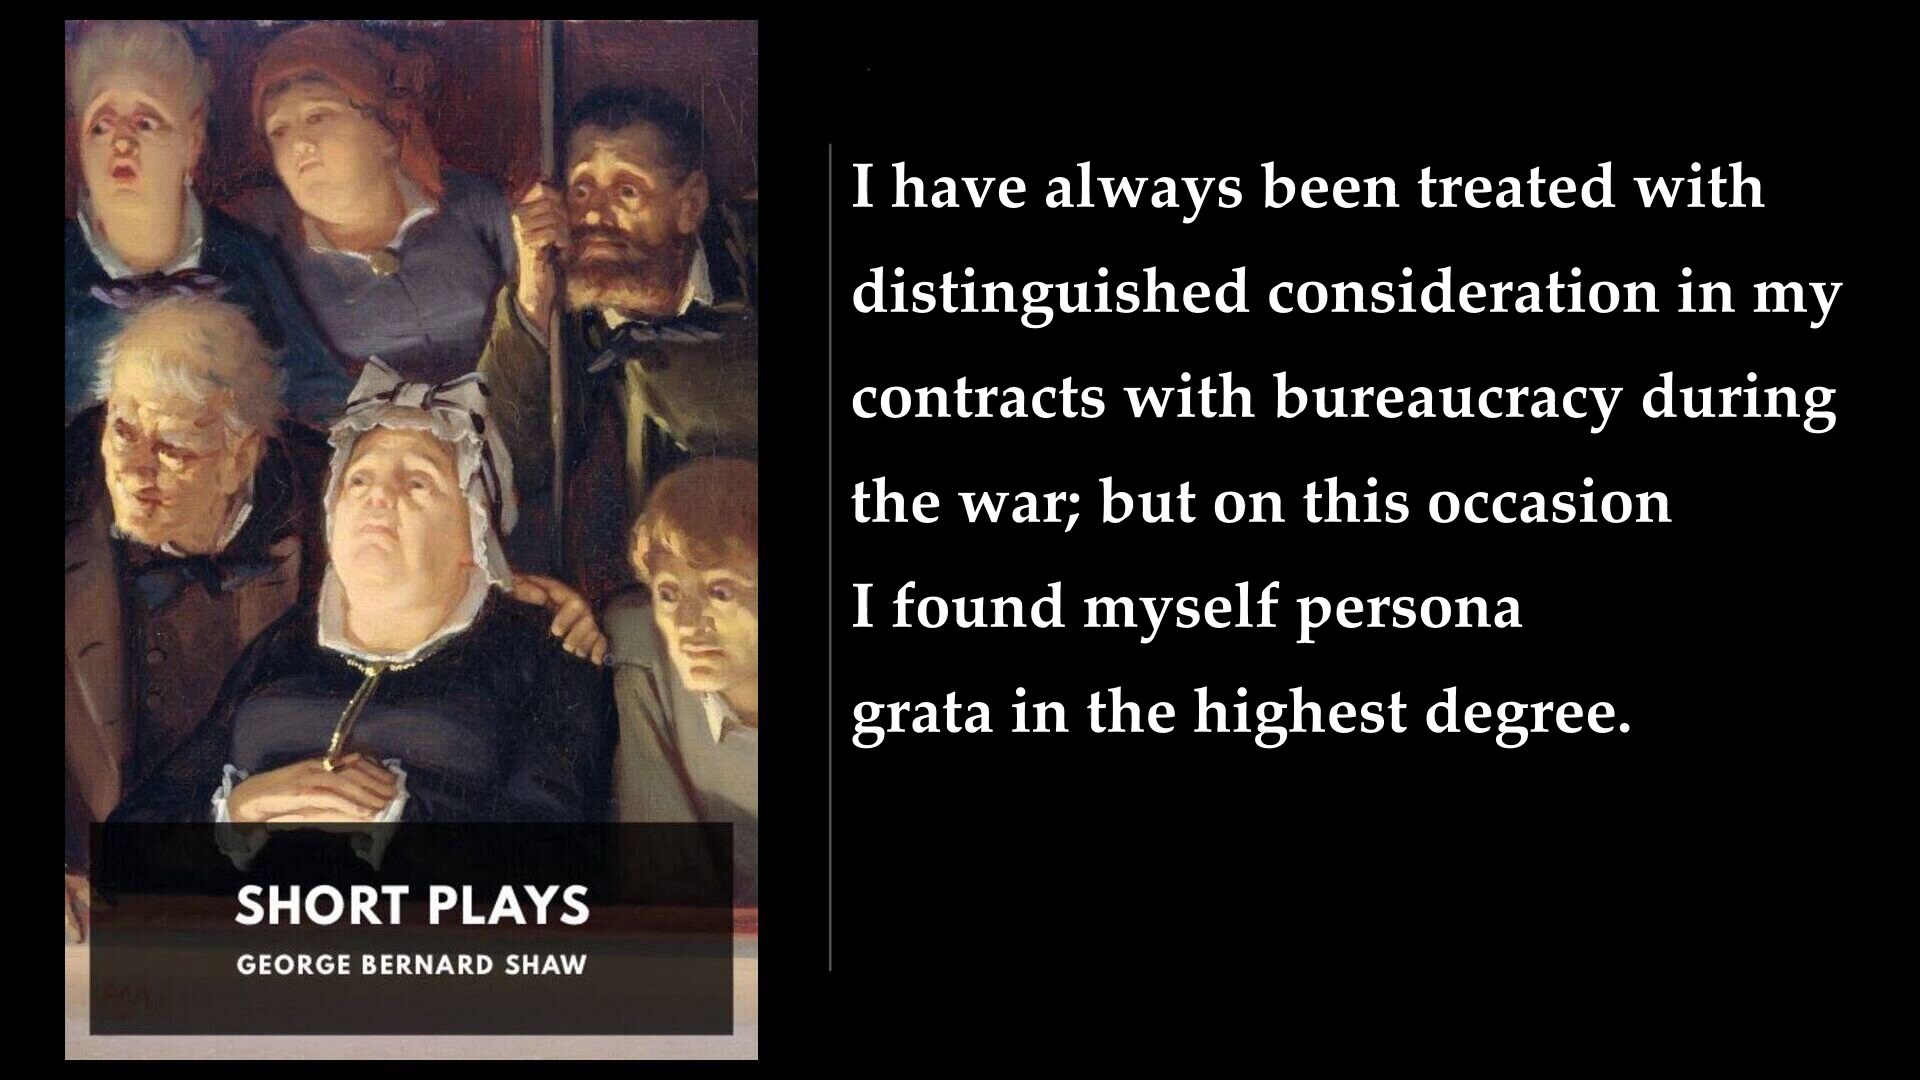 SHORT PLAYS
GEORGE BERNARD SHAW
I have always been treated with
distinguished consideration in my
contracts with bureaucracy during
the war; but on this occasion
I found myself persona
grata in the highest degree.